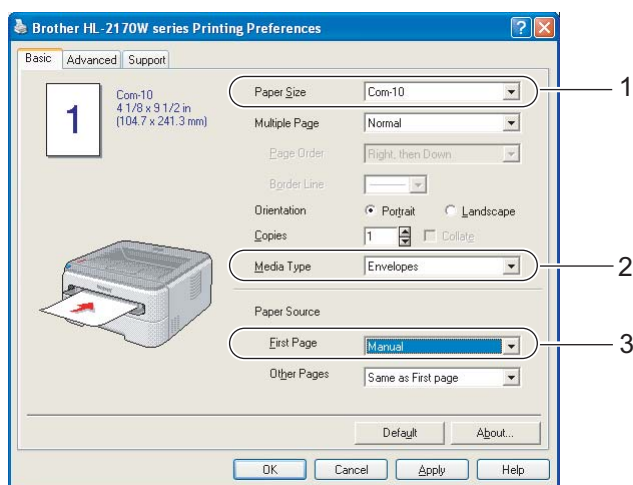 Brother HL-2170W series Printing Preferences
Basic Advanced Support
1
Com-10
4 1/8 x 9 1/2 in
(104.7 x 241.3 mm)
Paper Size Com-10 1
Multiple Page Normal
Page Order Right, then Down
Border Line
Orientation Portrait Landscape
Copies 1 Collate
Media Type Envelopes 2
Paper Source
First Page Manual 3
Other Pages Same as First page
Default About...
OK Cancel Apply Help